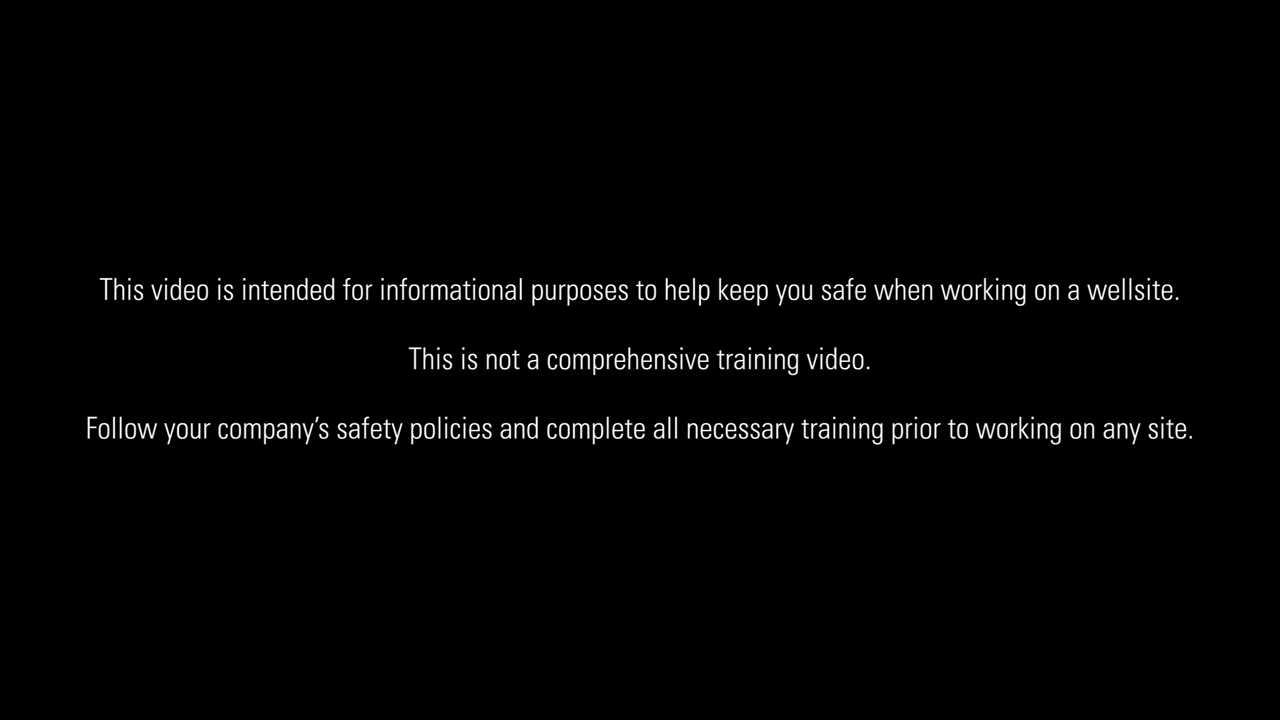 This video is intended for informational purposes to help keep you safe when working on a wellsite.
This is not a comprehensive training video.
Follow your company’s safety policies and complete all necessary training prior to working on any site.